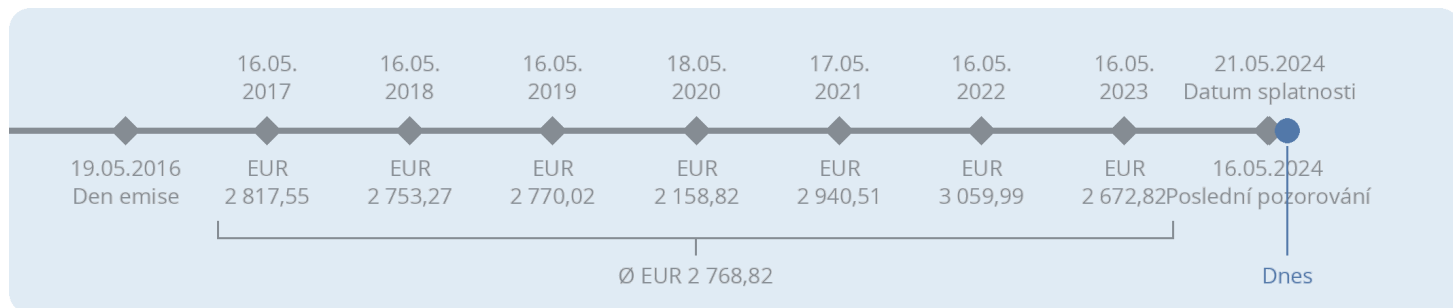 16.05.
2017
16.05.
2018
16.05.
2019
18.05.
2020
17.05.
2021
16.05.
2022
16.05.
2023
21.05.2024
Datum splatnosti
19.05.2016
Den emise
EUR
2 817,55
EUR
2 753,27
EUR
2 770,02
EUR
2 158,82
EUR
2 940,51
EUR
3 059,99
EUR
2 672,82
16.05.2024
Poslední pozorování
Ø EUR 2 768,82
Dnes